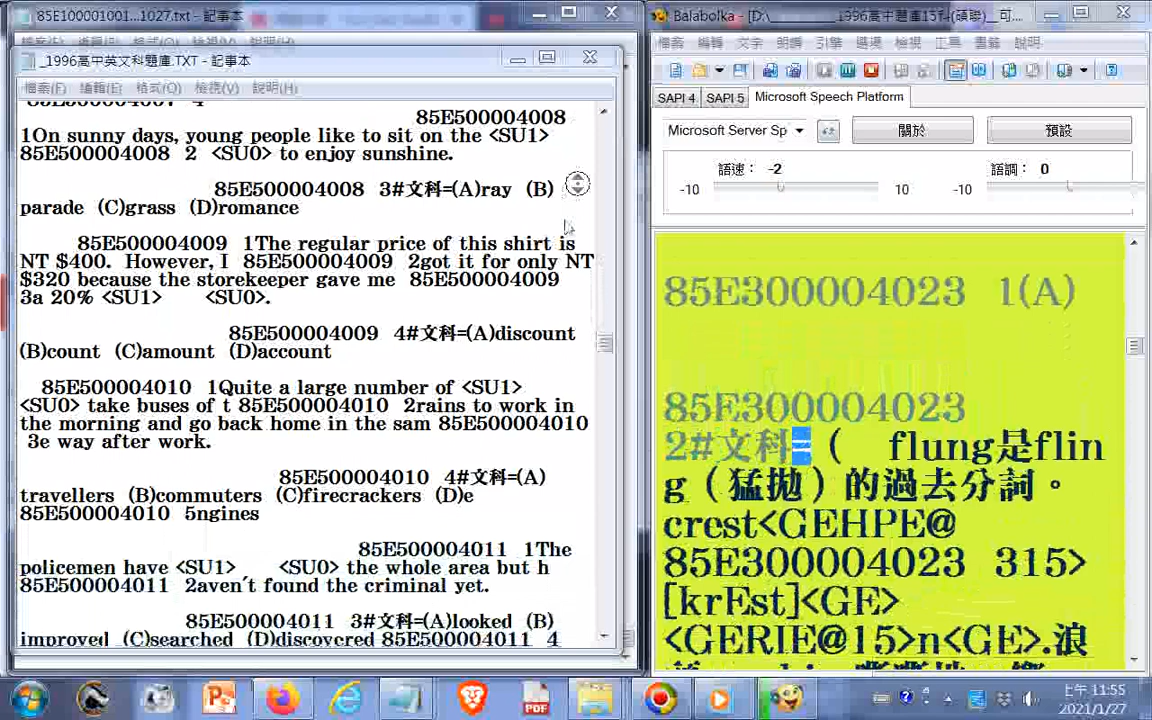 85E100001001...1027.txt - 記事本
_1996高中英文科題庫.TXT - 記事本
檔案(F) 編輯(E) 格式(O) 檢視(V) 說明(H)
85E500004008
1On sunny days, young people like to sit on the <SU1>
85E500004008 2 <SU0> to enjoy sunshine.
85E500004008 3#文科=(A)ray (B)
parade (C)grass (D)romance
85E500004009 1The regular price of this shirt is
NT $400. However, I 85E500004009 2got it for only NT
$320 because the storekeeper gave me 85E500004009
3a 20% <SU1> <SU0>.
85E500004009 4#文科=(A)discount
(B)count (C)amount (D)account
85E500004010 1Quite a large number of <SU1>
<SU0> take buses of t 85E500004010 2rains to work in
the morning and go back home in the sam 85E500004010
3e way after work.
85E500004010 4#文科=(A)
travellers (B)commuters (C)firecrackers (D)e
85E500004010 5ngines
85E500004011 1The
policemen have <SU1> <SU0> the whole area but h
85E500004011 2aven't found the criminal yet.
85E500004011 3#文科=(A)looked (B)
improved (C)searched (D)discovered 85E500004011 4
Balabolka - [D:\
檔案 編輯 文字 朗讀 引擎 選項 檢視 工具 書籤 說明
SAPI 4 SAPI 5 Microsoft Speech Platform
Microsoft Server Sp 關於 預設
語速： -2 語調： 0
-10 10 -10
85E300004023 1(A)
85E300004023
2#文科=( flung是flin
g（猛拋）的過去分詞。
crest<GEHPE@
85E300004023 315>
[krEst]<GE>
<GERIE@15>n<GE>.浪
PDF
上午 11:55
2021/1/27